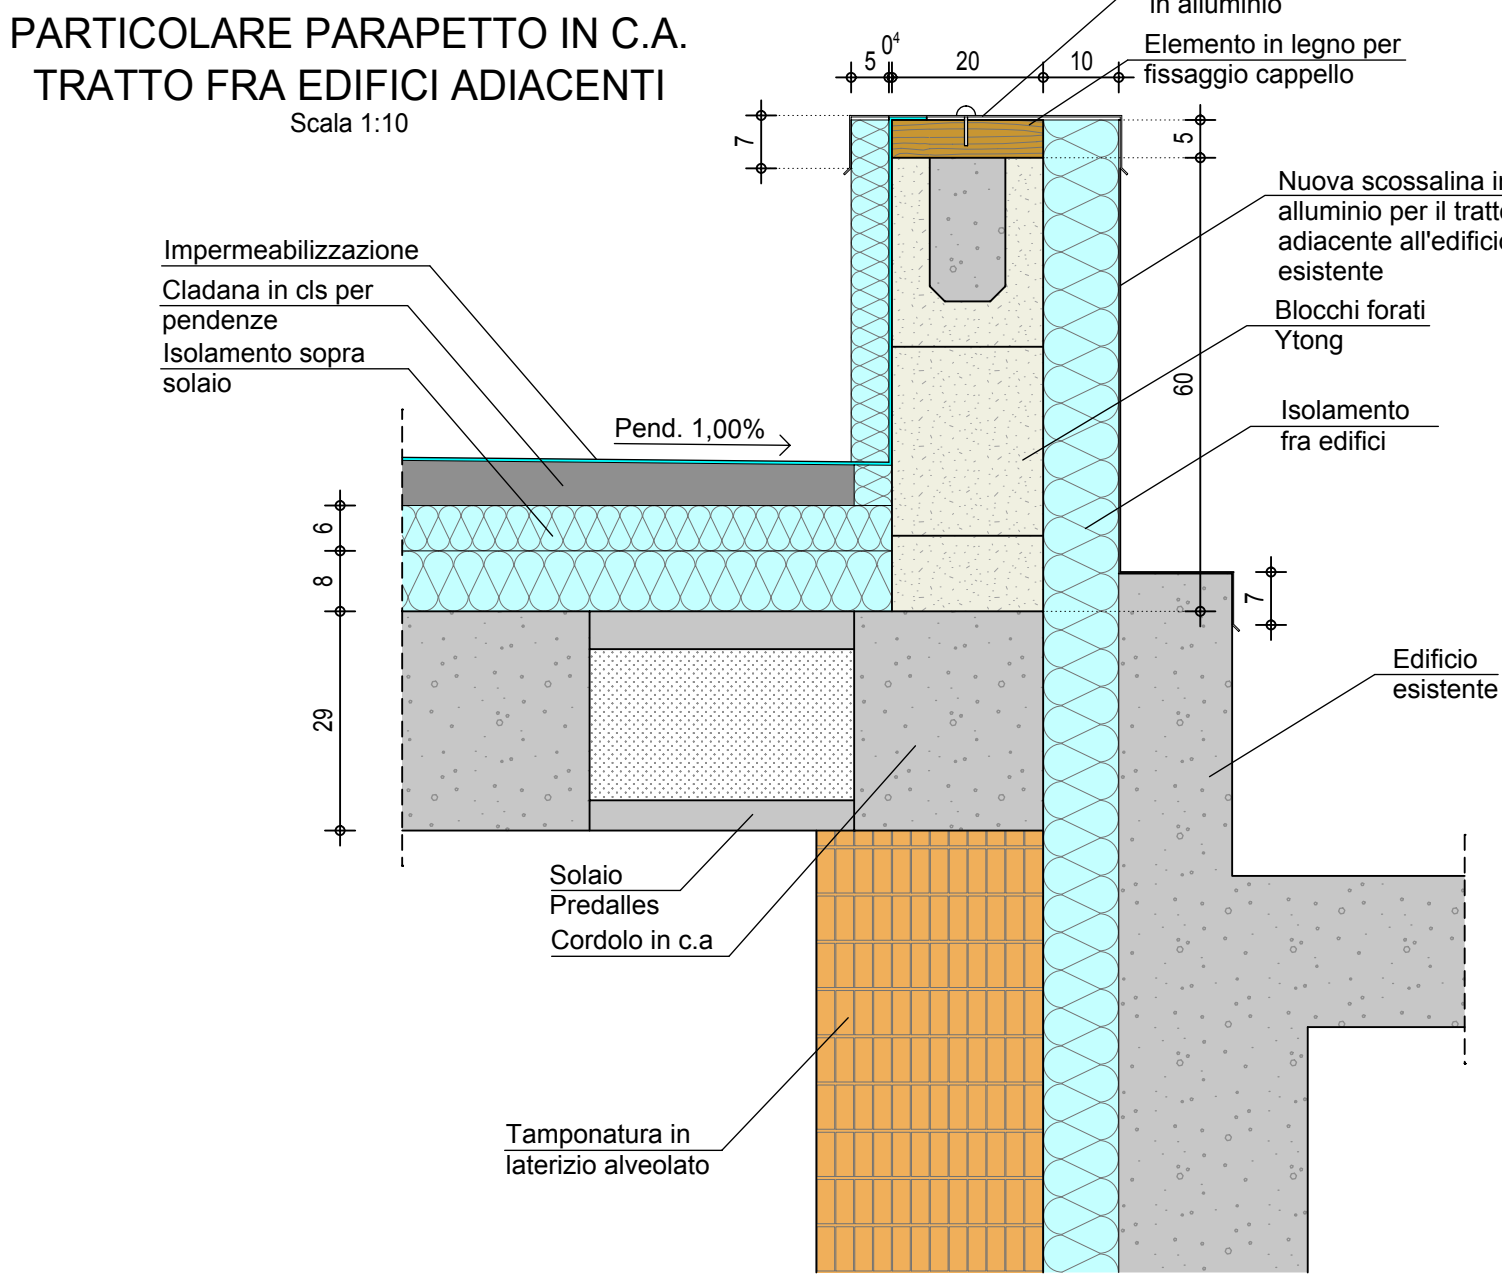 PARTICOLARE PARAPETTO IN C.A.
TRATTO FRA EDIFICI ADIACENTI
Scala 1:10
in alluminio
Elemento in legno per
fissaggio cappello
5
0⁴
20
10
7
5
Nuova scossalina in
alluminio per il tratto
adiacente all'edificio
esistente
Impermeabilizzazione
Cladana in cls per
pendenze
Isolamento sopra
solaio
Blocchi forati
Ytong
60
Pend. 1,00%
Isolamento
fra edifici
6
8
7
29
Edificio
esistente
Solaio
Predalles
Cordolo in c.a
Tamponatura in
laterizio alveolato